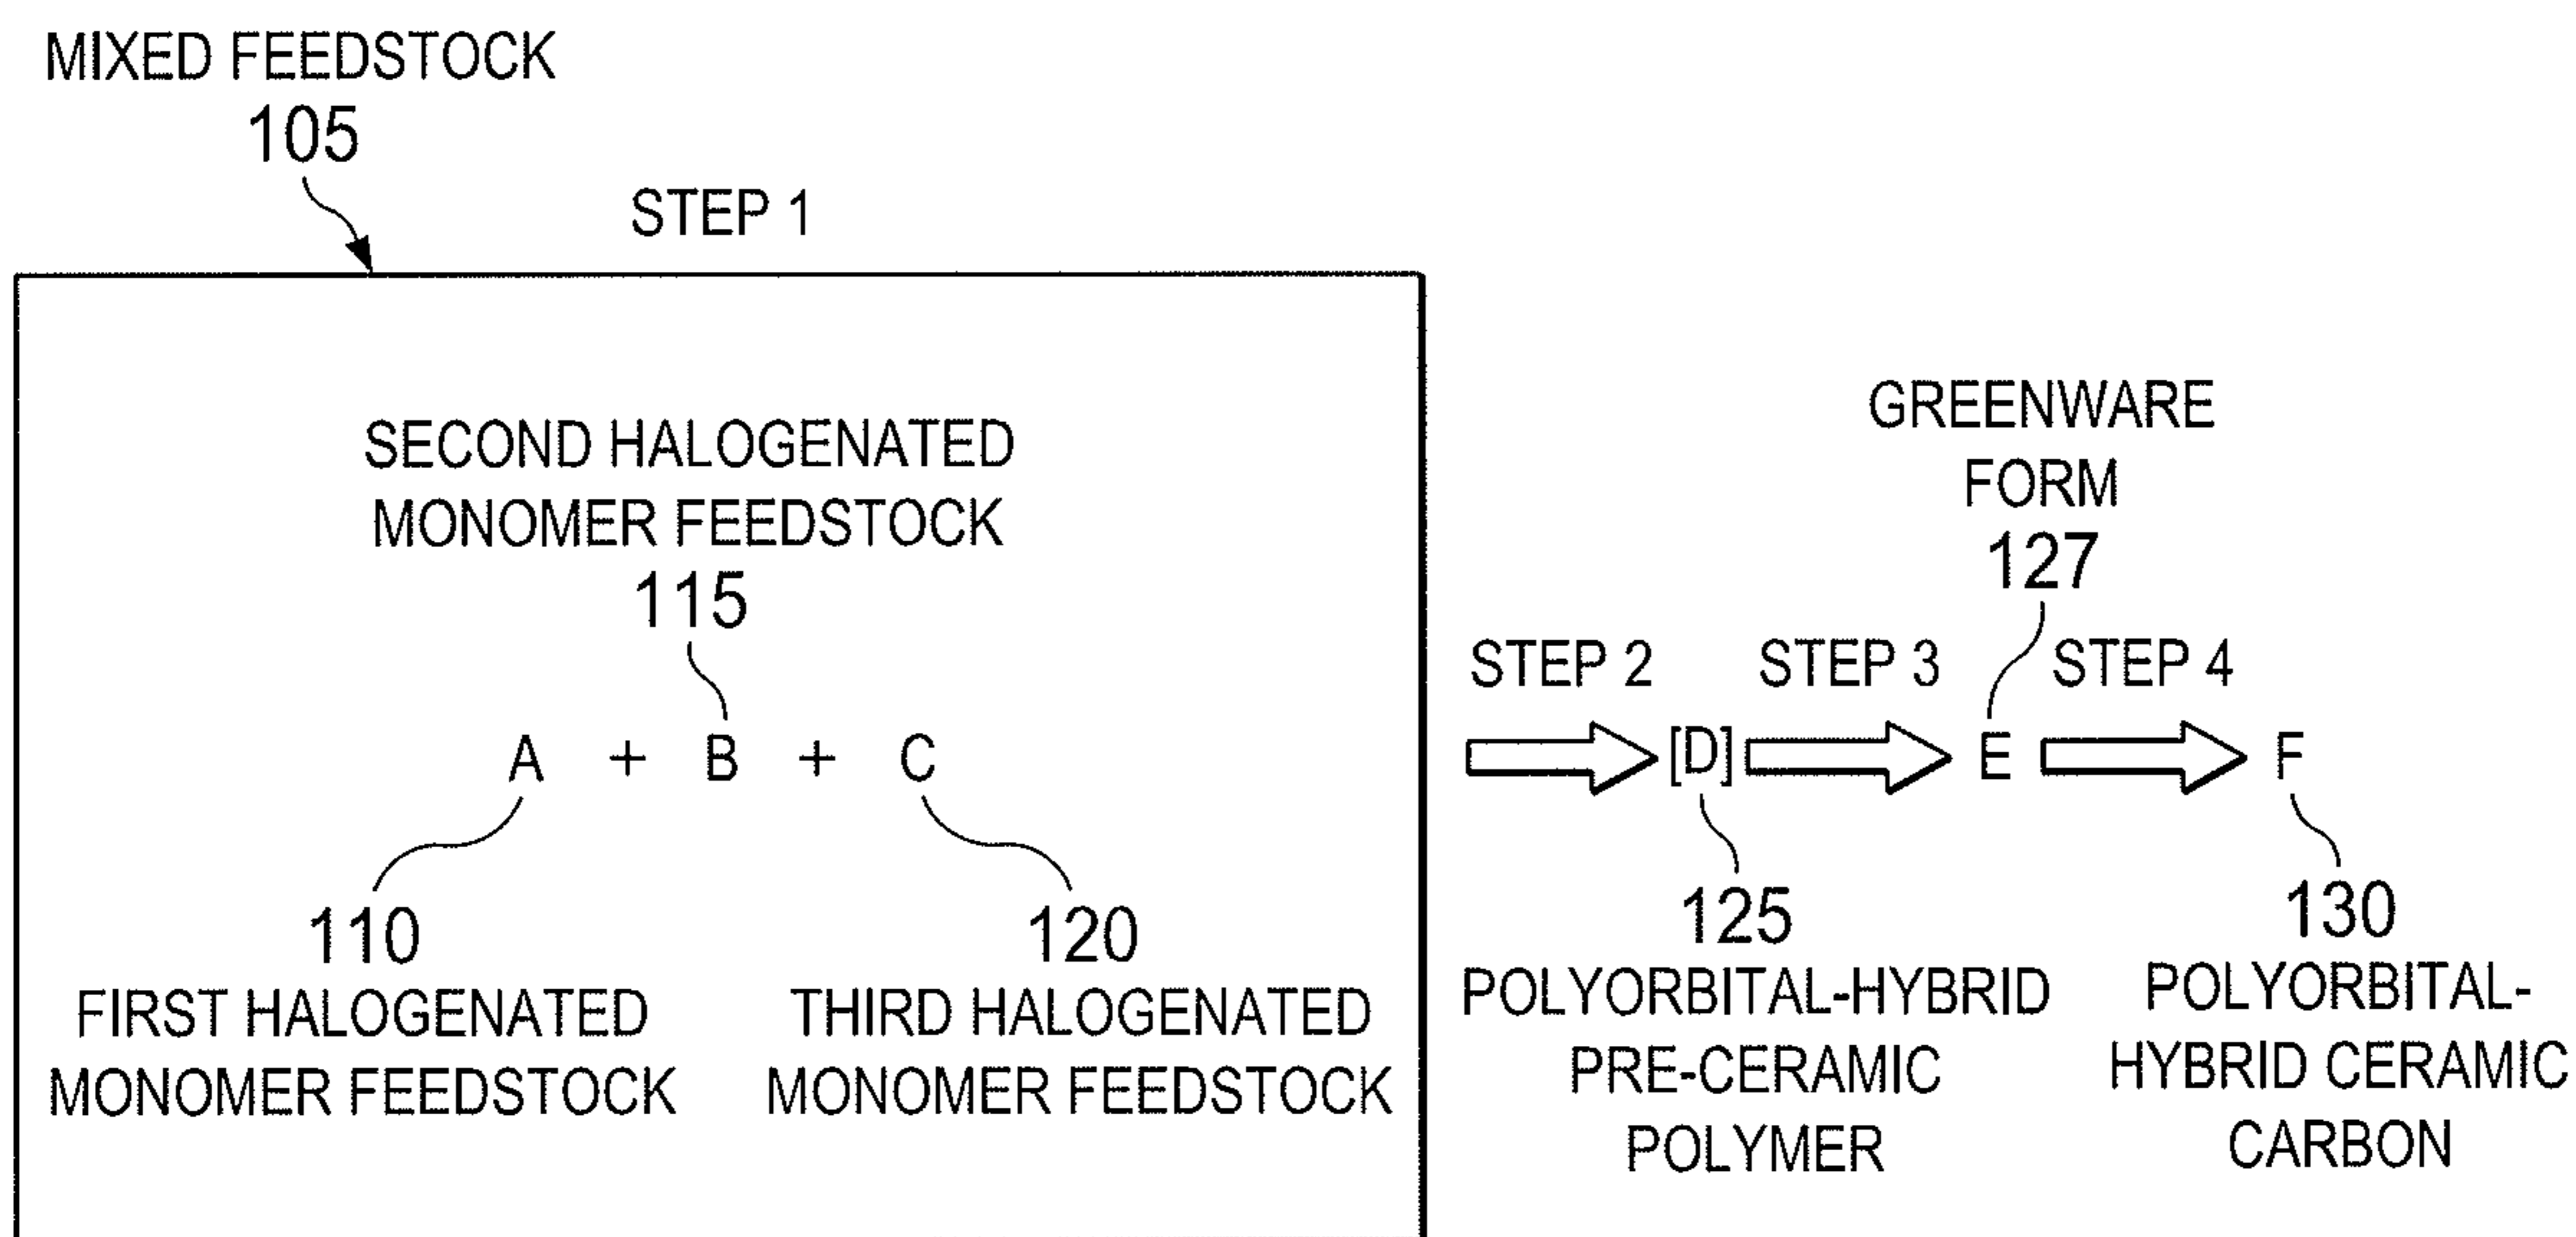 MIXED FEEDSTOCK
105
STEP 1
SECOND HALOGENATED
MONOMER FEEDSTOCK
115
A + B + C
110
FIRST HALOGENATED
MONOMER FEEDSTOCK
120
THIRD HALOGENATED
MONOMER FEEDSTOCK
GREENWARE
FORM
127
STEP 2 STEP 3 STEP 4
[D] E F
125
POLYORBITAL-HYBRID
PRE-CERAMIC
POLYMER
130
POLYORBITAL-
HYBRID CERAMIC
CARBON